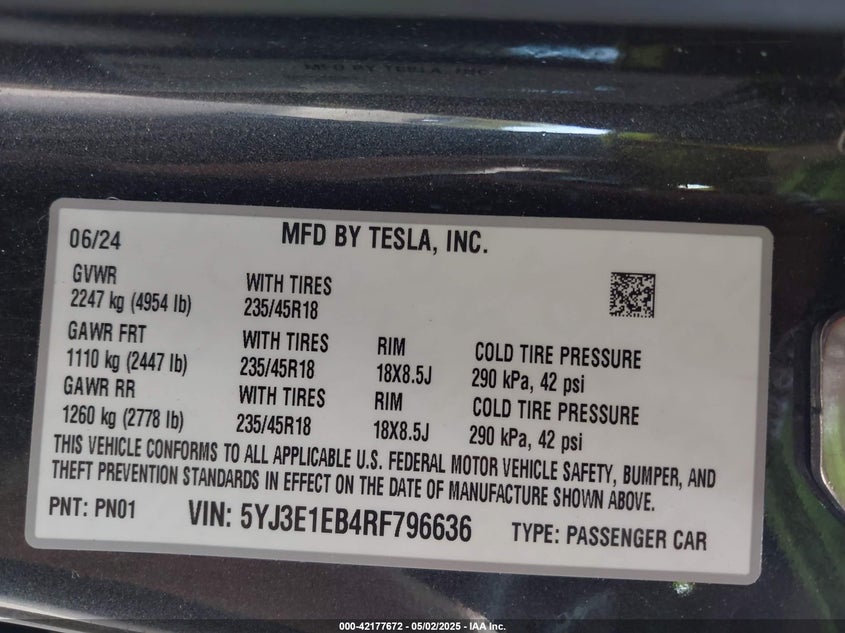 MFD BY TESLA, INC.
06/24 MFD BY TESLA, INC.
GVWR
2247 kg (4954 lb)
WITH TIRES
235/45R18
GAWR FRT
1110 kg (2447 lb)
WITH TIRES
235/45R18
RIM
18X8.5J
COLD TIRE PRESSURE
290 kPa, 42 psi
GAWR RR
1260 kg (2778 lb)
WITH TIRES
235/45R18
RIM
18X8.5J
COLD TIRE PRESSURE
290 kPa, 42 psi
THIS VEHICLE CONFORMS TO ALL APPLICABLE U.S. FEDERAL MOTOR VEHICLE SAFETY, BUMPER, AND
THEFT PREVENTION STANDARDS IN EFFECT ON THE DATE OF MANUFACTURE SHOWN ABOVE.
PNT: PN01 VIN: 5YJ3E1EB4RF796636 TYPE: PASSENGER CAR
000-42177672 — 05/02/2025 — IAA Inc.